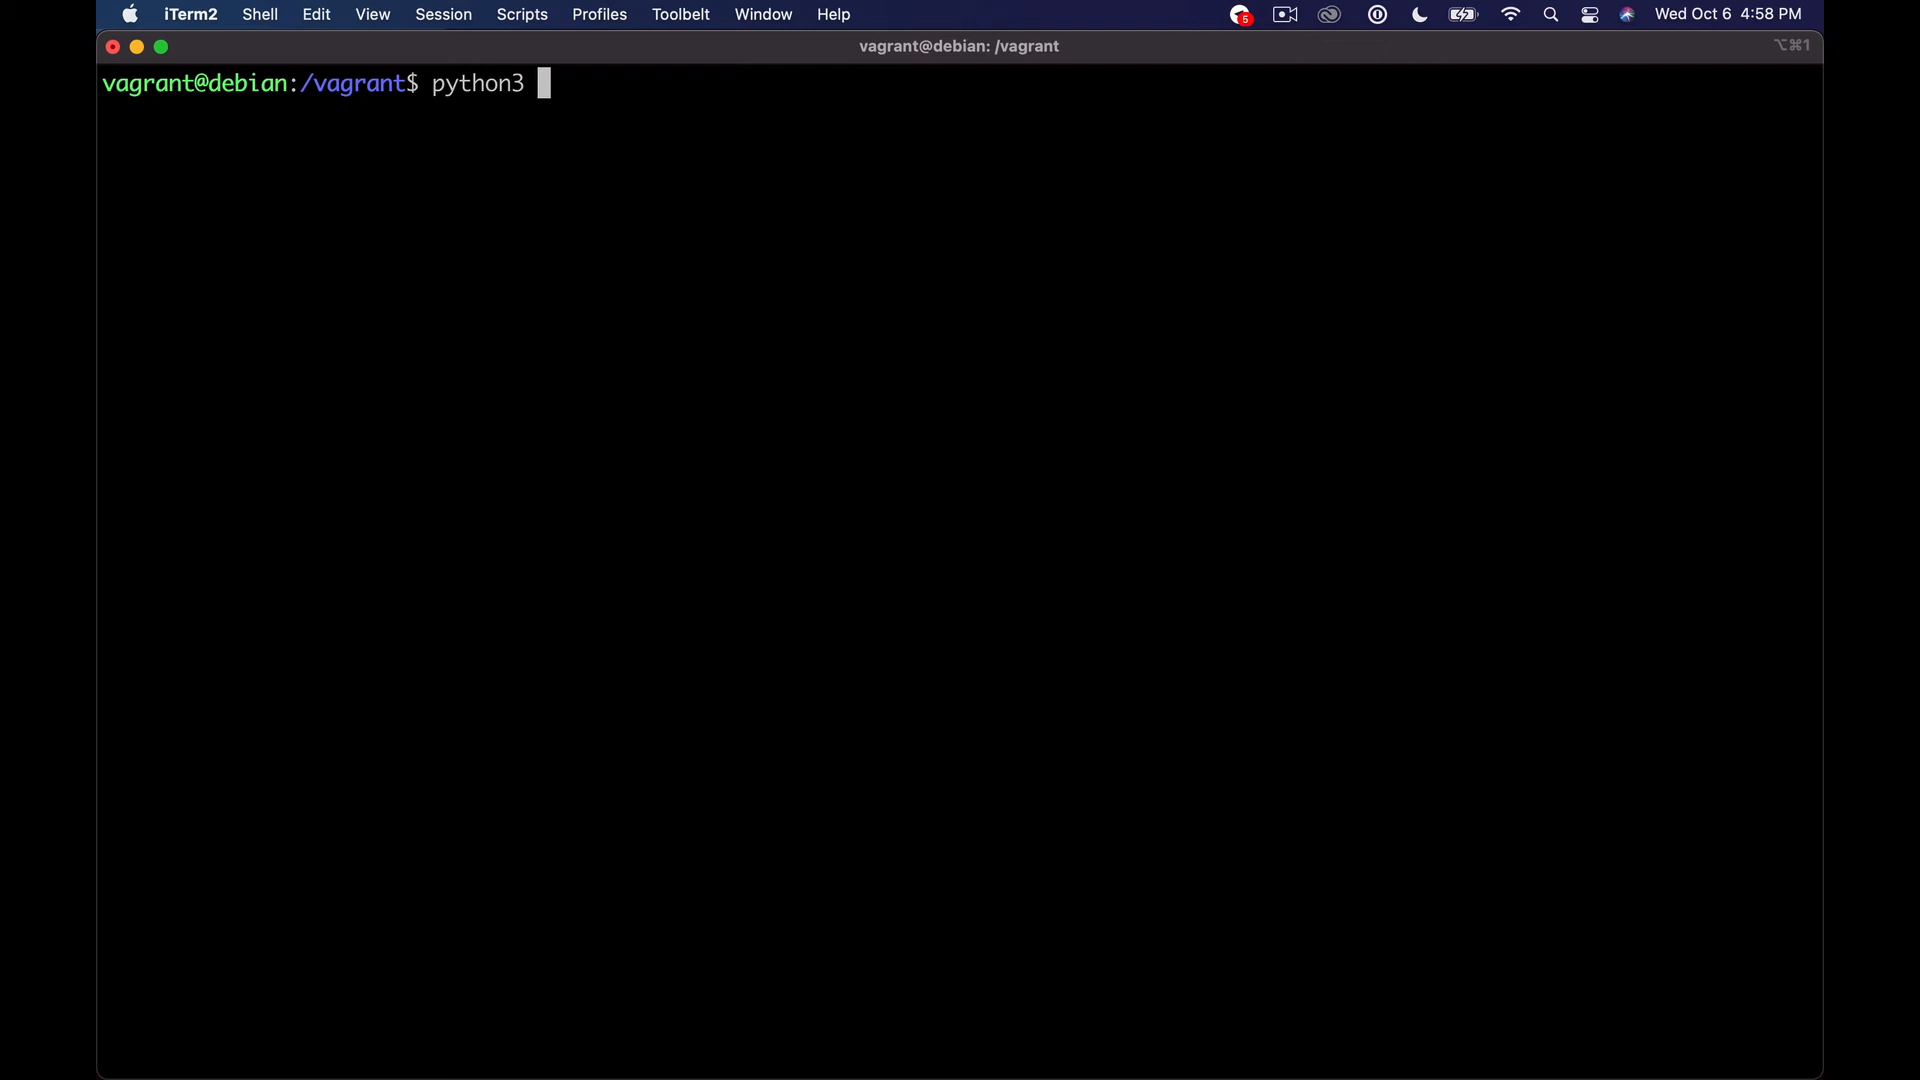 iTerm2 Shell Edit View Session Scripts Profiles Toolbelt Window Help 5 Wed Oct 6 4:58 PM
vagrant@debian: /vagrant ⌥⌘1
vagrant@debian:/vagrant$ python3